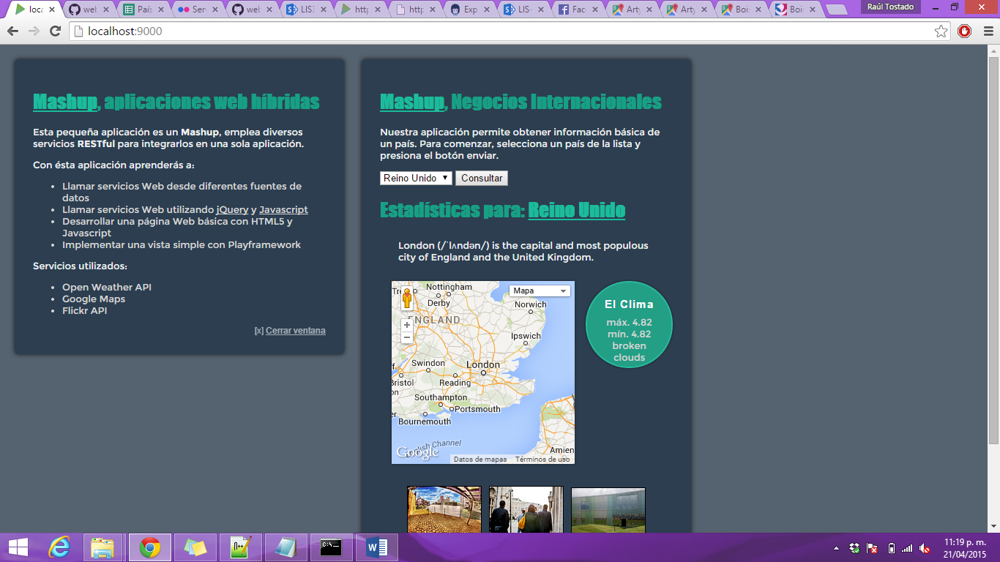 loca
web
País
Ser
web
LIS3
http
http
Exp
LIS-
Fac
Arty
Arty
Bois
Bois
Raúl Tostado
localhost:9000
Mashup, aplicaciones web híbridas
Esta pequeña aplicación es un Mashup, emplea diversos
servicios RESTful para integrarlos en una sola aplicación.
Con ésta aplicación aprenderás a:
• Llamar servicios Web desde diferentes fuentes de
datos
• Llamar servicios Web utilizando jQuery y Javascript
• Desarrollar una página Web básica con HTML5 y
Javascript
• Implementar una vista simple con Playframework
Servicios utilizados:
• Open Weather API
• Google Maps
• Flickr API
[x] Cerrar ventana
Mashup, Negocios Internacionales
Nuestra aplicación permite obtener información básica de
un país. Para comenzar, selecciona un país de la lista y
presiona el botón enviar.
Reino Unido Consultar
Estadísticas para: Reino Unido
London (/ˈlʌndən/) is the capital and most populous
city of England and the United Kingdom.
Nottingham
Mapa
Derby
Norwich
ENGLAND
Ipswich
Swindon
London
Bristol
Reading
Southampton
Portsmouth
Bournemouth
English Channel
Amien
Google
Datos de mapas Términos de uso
El Clima
máx. 4.82
mín. 4.82
broken
clouds
C:\
N++
W
11:19 p. m.
21/04/2015